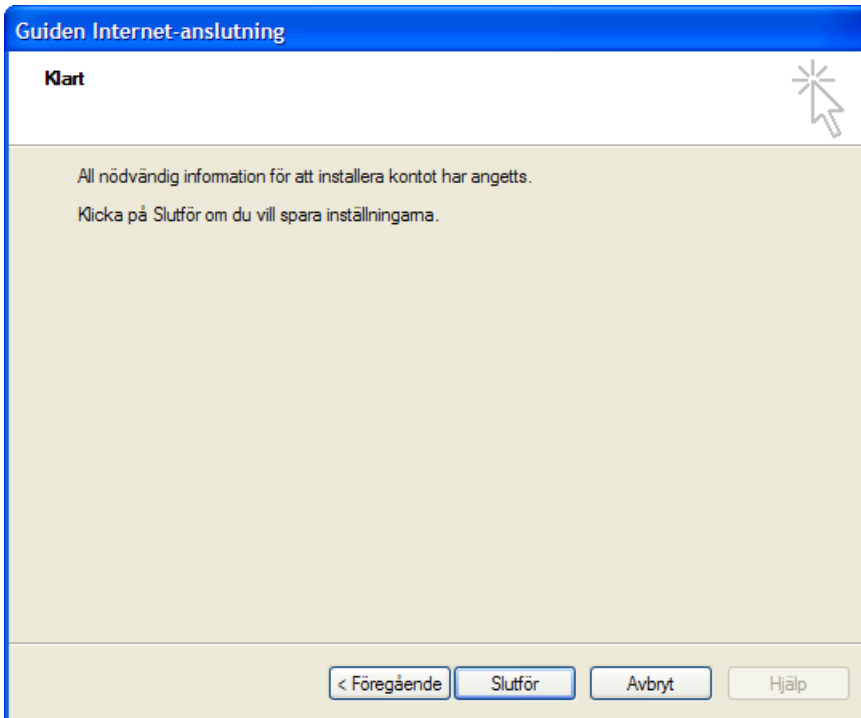 Guiden Internet-anslutning
Klart
All nödvändig information för att installera kontot har angetts.
Klicka på Slutför om du vill spara inställningarna.
< Föregående Slutför Avbryt Hjälp